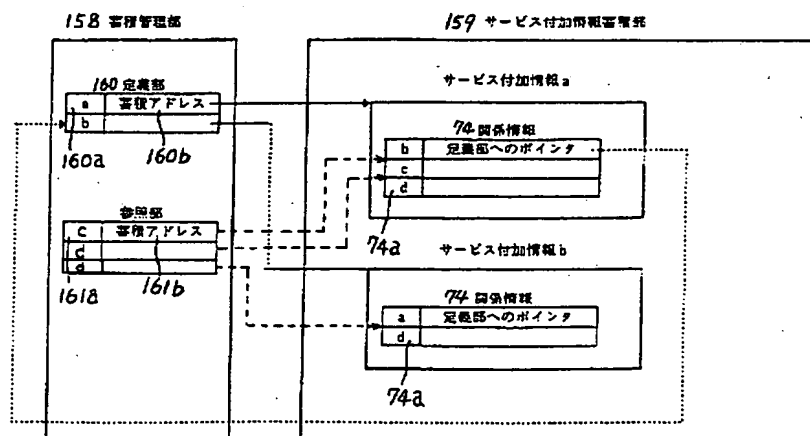 158 蓄積管理部
159 サービス付加情報蓄積部
160 定義部
a 蓄積アドレス
b
160a 160b
参照部
c 蓄積アドレス
d
d
161a 161b
サービス付加情報a
74 関係情報
b 定義部へのポインタ
c
d
74a
サービス付加情報b
74 関係情報
a 定義部へのポインタ
d
74a